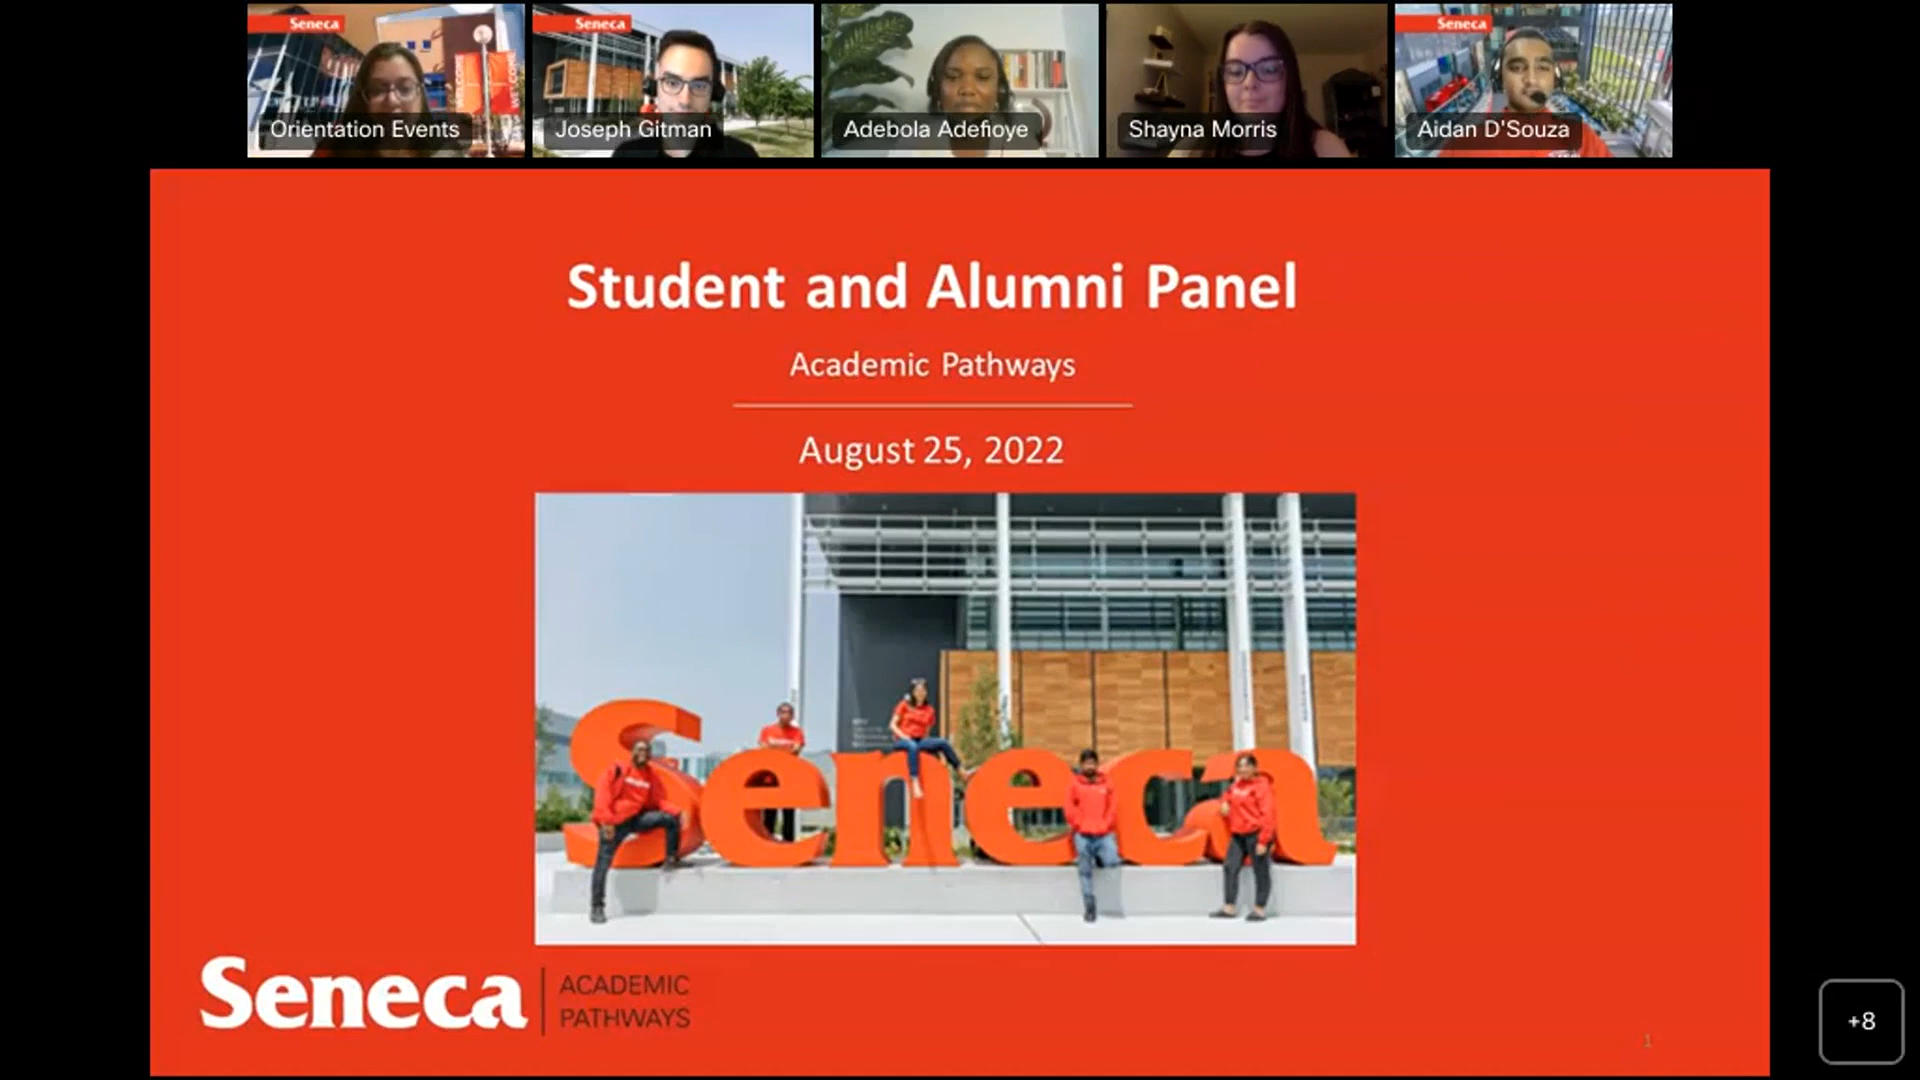 Seneca
Seneca
Seneca
Orientation Events
Joseph Gitman
Adebola Adefioye
Shayna Morris
Aidan D'Souza
Student and Alumni Panel
Academic Pathways
August 25, 2022
Seneca
Seneca
ACADEMIC
PATHWAYS
1
+8